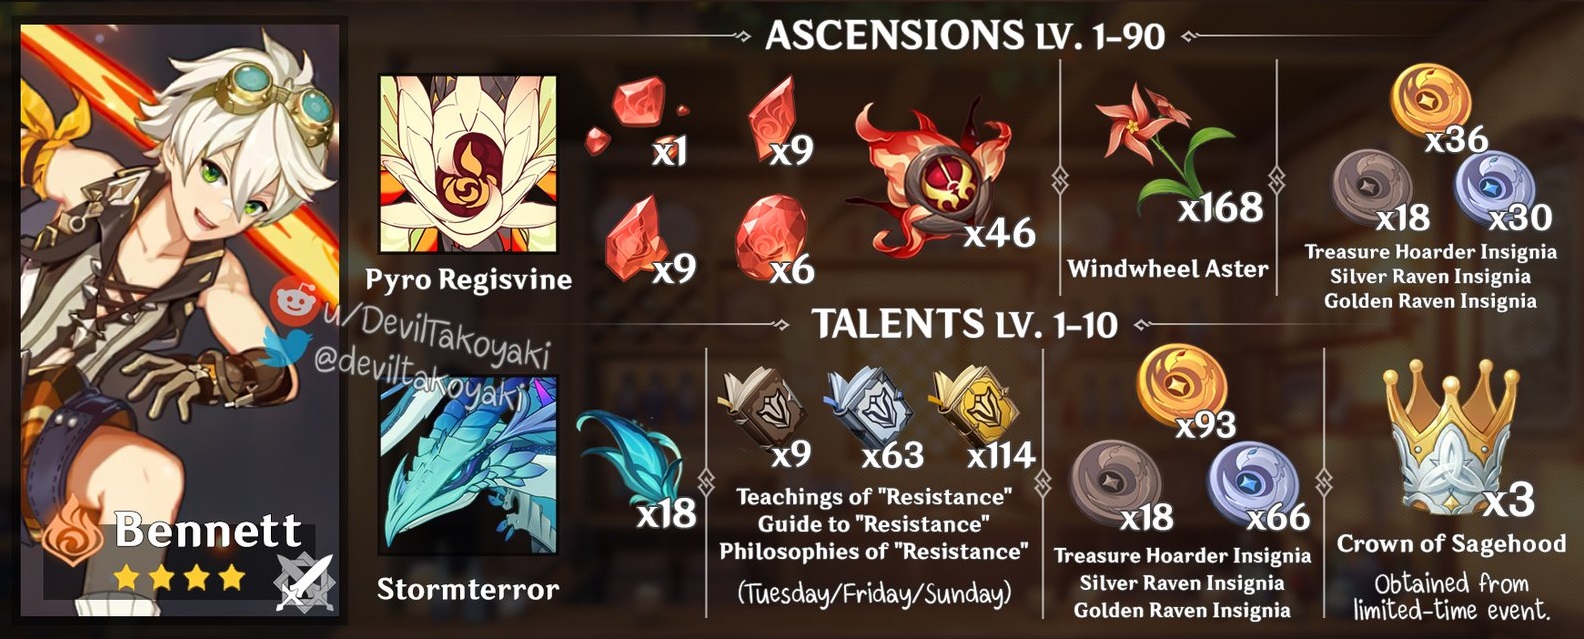 ASCENSIONS LV. 1-90
x1
x9
x9
x6
x46
x168
x36
x18
x30
Pyro Regisvine
Windwheel Aster
Treasure Hoarder Insignia
Silver Raven Insignia
Golden Raven Insignia
u/DevilTakoyaki
@deviltakoyaki
TALENTS LV. 1-10
x18
x9
x63
x114
x93
x18
x66
x3
Teachings of "Resistance"
Guide to "Resistance"
Philosophies of "Resistance"
(Tuesday/Friday/Sunday)
Treasure Hoarder Insignia
Silver Raven Insignia
Golden Raven Insignia
Crown of Sagehood
Obtained from
limited-time event.
Bennett
Stormterror